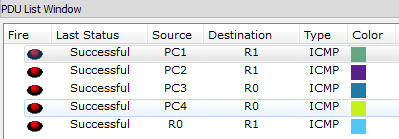 PDU List Window
Fire Last Status Source Destination Type Color
Successful PC1 R1 ICMP
Successful PC2 R1 ICMP
Successful PC3 R0 ICMP
Successful PC4 R0 ICMP
Successful R0 R1 ICMP